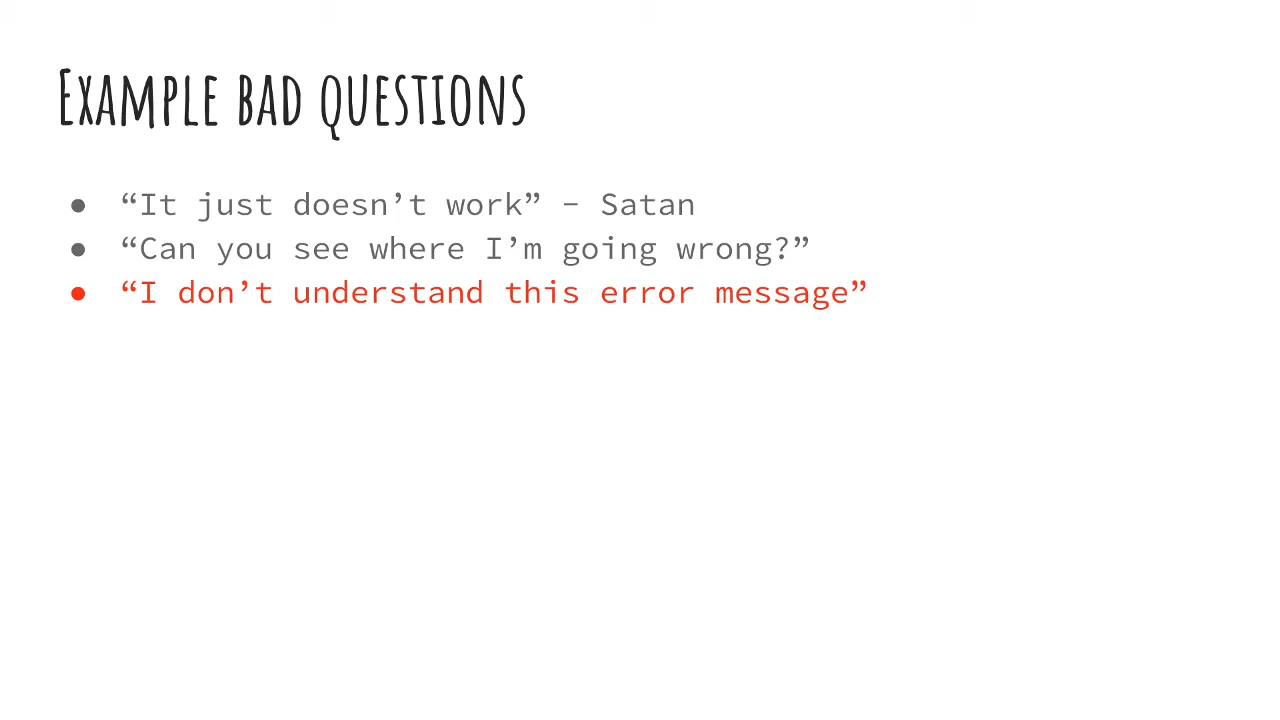 Example bad questions
● “It just doesn’t work” - Satan
● “Can you see where I’m going wrong?”
● “I don’t understand this error message”